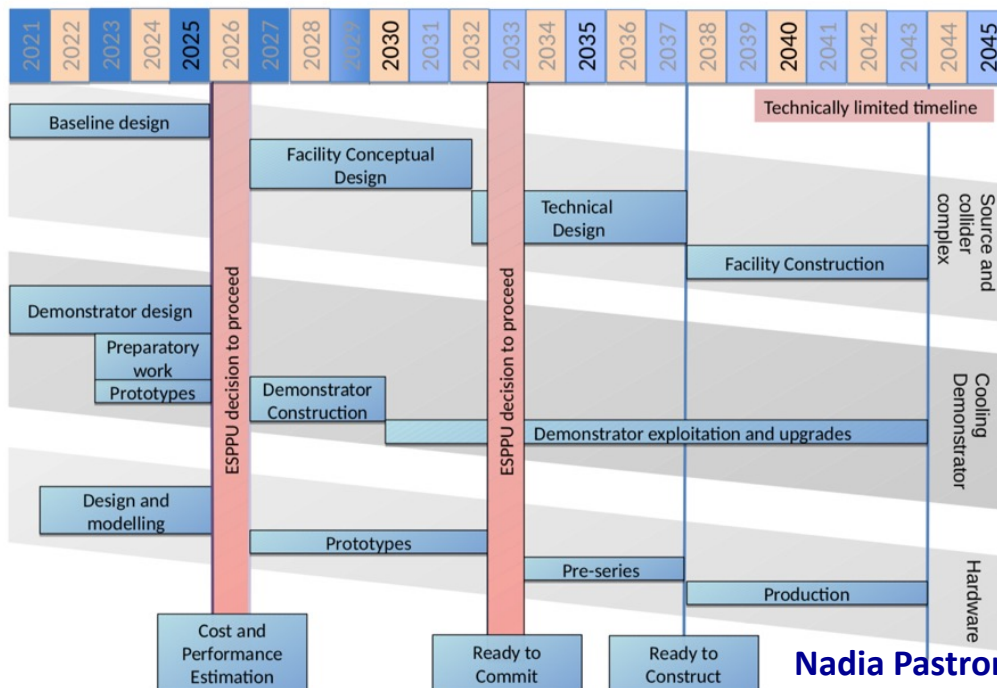 2021 2022 2023 2024 2025 2026 2027 2028 2029 2030 2031 2032 2033 2034 2035 2036 2037 2038 2039 2040 2041 2042 2043 2044 2045
Technically limited timeline
Baseline design
Facility Conceptual
Design
Technical
Design
Facility Construction
Source and
collider
complex
ESPPU decision to proceed
ESPPU decision to proceed
Demonstrator design
Preparatory
work
Prototypes
Demonstrator
Construction
Demonstrator exploitation and upgrades
Cooling
Demonstrator
Design and
modelling
Prototypes
Pre-series
Production
Hardware
Cost and
Performance
Estimation
Ready to
Commit
Ready to
Construct
Nadia Pastron